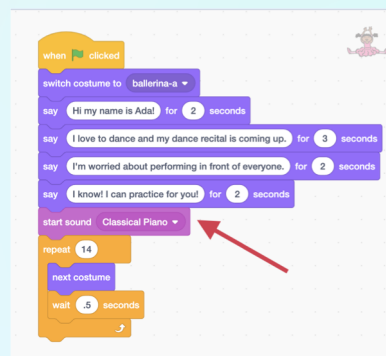 when clicked
switch costume to ballerina-a
say Hi my name is Ada! for 2 seconds
say I love to dance and my dance recital is coming up. for 3 seconds
say I'm worried about performing in front of everyone. for 2 seconds
say I know! I can practice for you! for 2 seconds
start sound Classical Piano
repeat 14
next costume
wait .5 seconds